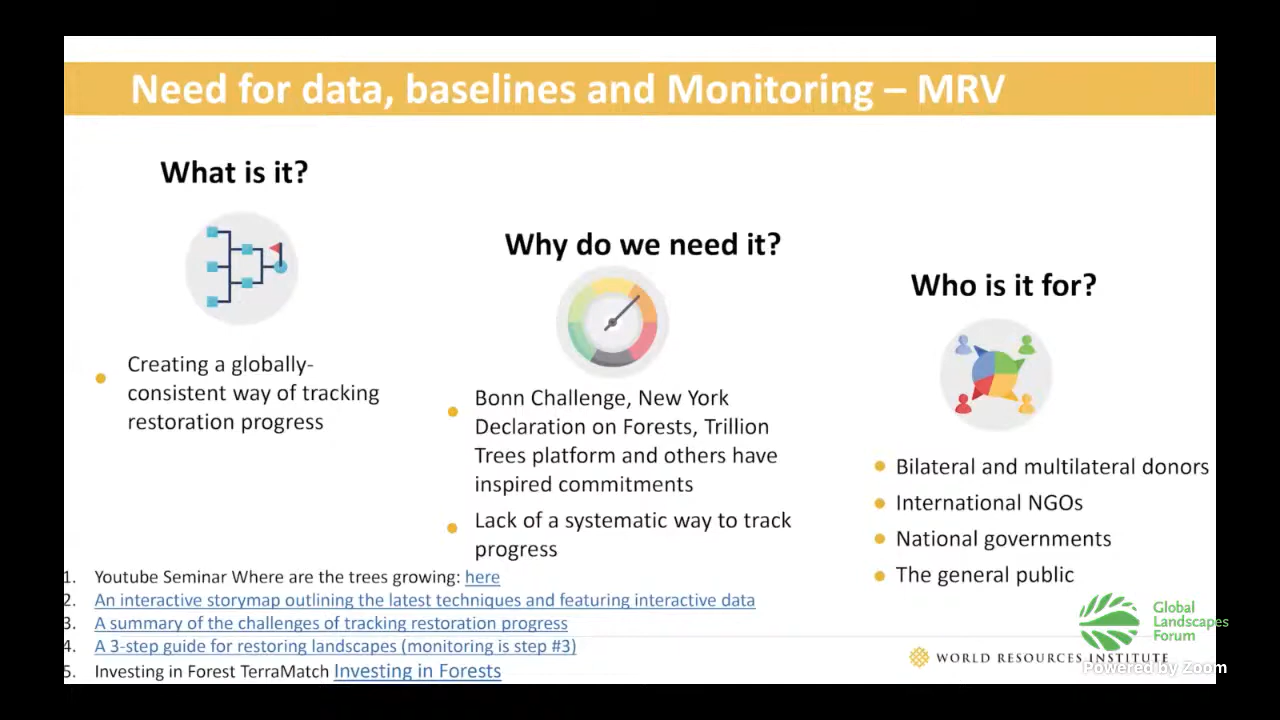 Need for data, baselines and Monitoring – MRV
What is it?
Creating a globally-
consistent way of tracking
restoration progress
Why do we need it?
Bonn Challenge, New York
Declaration on Forests, Trillion
Trees platform and others have
inspired commitments
Lack of a systematic way to track
progress
Who is it for?
Bilateral and multilateral donors
International NGOs
National governments
The general public
1. Youtube Seminar Where are the trees growing: here
2. An interactive storymap outlining the latest techniques and featuring interactive data
3. A summary of the challenges of tracking restoration progress
4. A 3-step guide for restoring landscapes (monitoring is step #3)
5. Investing in Forest TerraMatch Investing in Forests
Global
Landscapes
Forum
WORLD RESOURCES INSTITUTE
Powered by Zoom